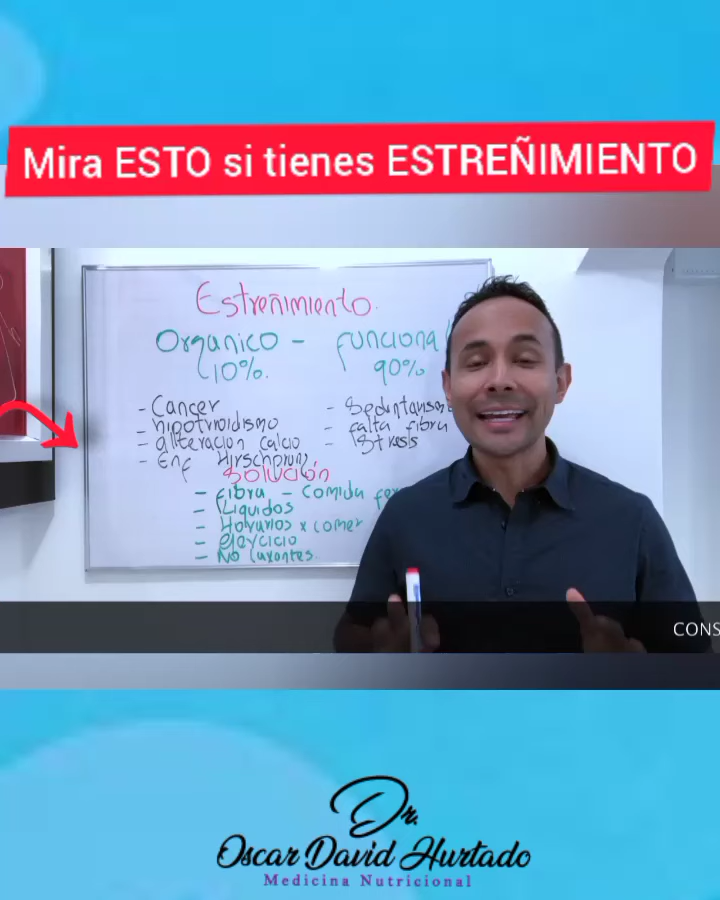 Mira ESTO si tienes ESTREÑIMIENTO
Estreñimiento.
Organico - funciona
10%. 90%
- Cancer
- hipotiroidismo
- alteracion calcio
- Enf Hirschprung
- falta fibra
- Stress
Solución
- fibra - comida fer
- Liquidos
- Horarios x comer
- ejercicio
- No laxantes.
CONS
Dr.
Oscar David Hurtado
Medicina Nutricional